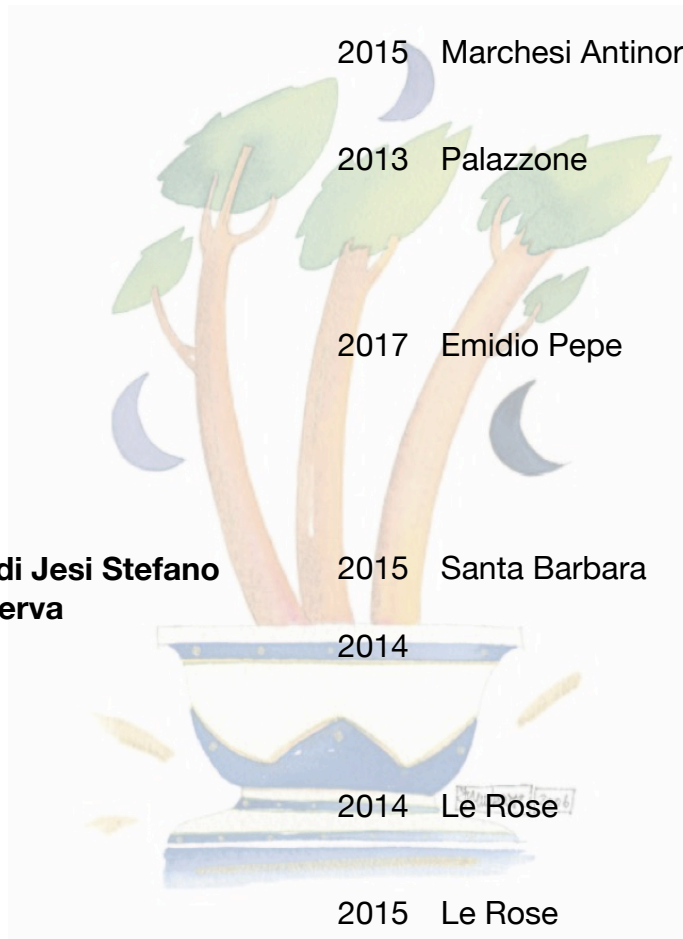 2015 Marchesi Antinor
2013 Palazzone
2017 Emidio Pepe
di Jesi Stefano 2015 Santa Barbara
erva
2014
2014 Le Rose
2015 Le Rose